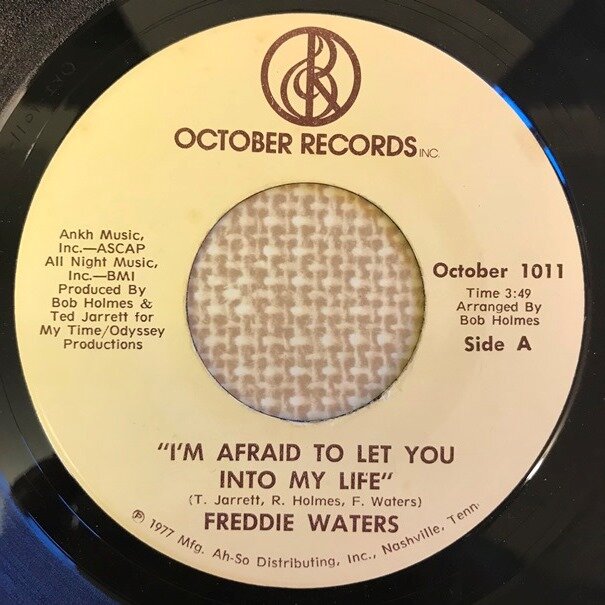 OCTOBER RECORDS INC.
Ankh Music,
Inc.—ASCAP
All Night Music,
Inc.—BMI
Produced By
Bob Holmes &
Ted Jarrett for
My Time/Odyssey
Productions
October 1011
Time 3:49
Arranged By
Bob Holmes
Side A
"I'M AFRAID TO LET YOU
INTO MY LIFE"
(T. Jarrett, R. Holmes, F. Waters)
FREDDIE WATERS
℗ 1977 Mfg. Ah-So Distributing, Inc., Nashville, Tenn.